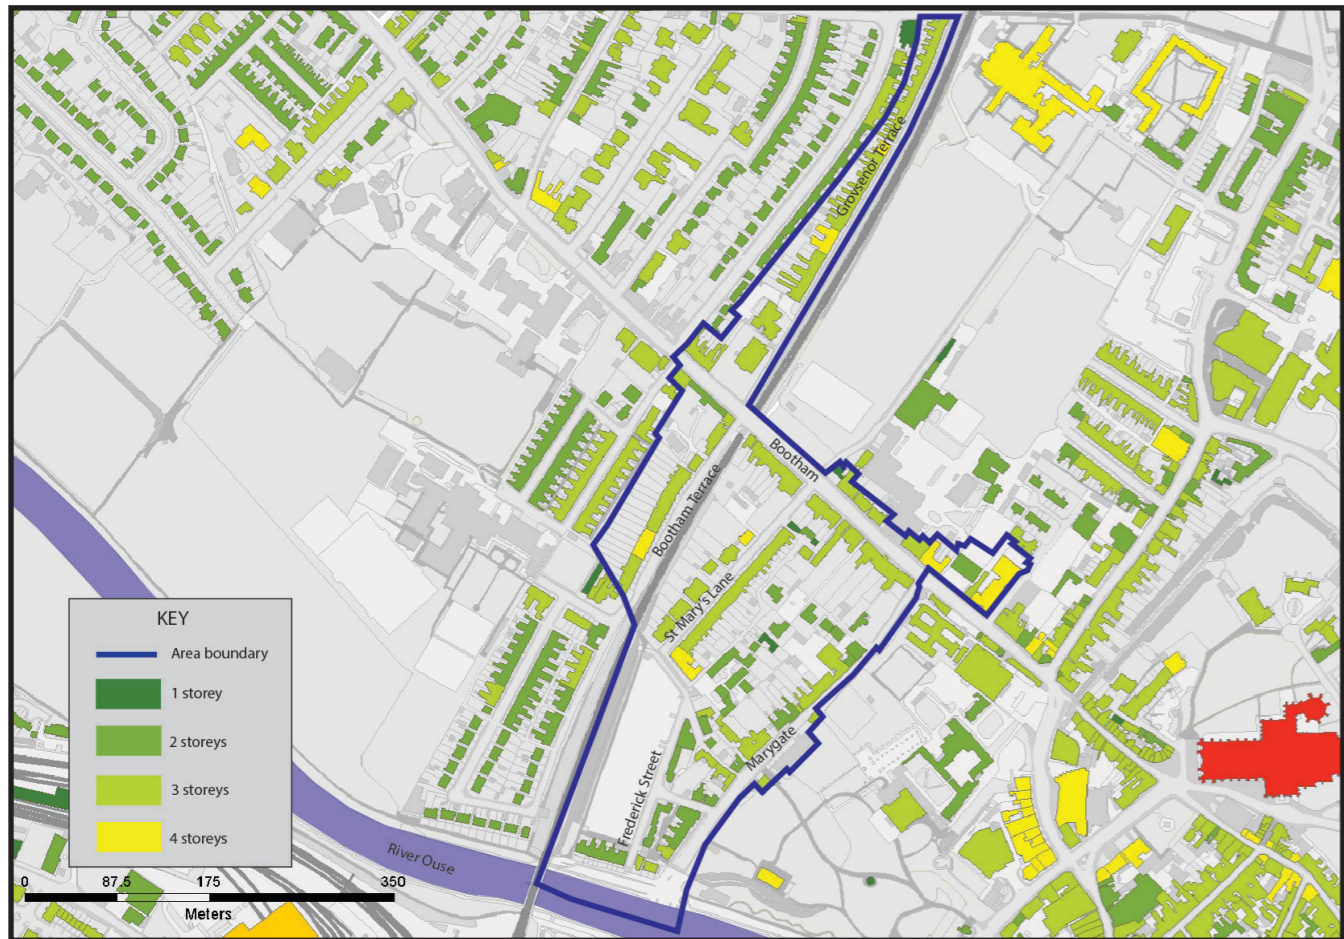 Grovsenor Terrace
Bootham
Bootham Terrace
St Mary's Lane
Marygate
Frederick Street
River Ouse
KEY
Area boundary
1 storey
2 storeys
3 storeys
4 storeys
0 87.5 175 350
Meters